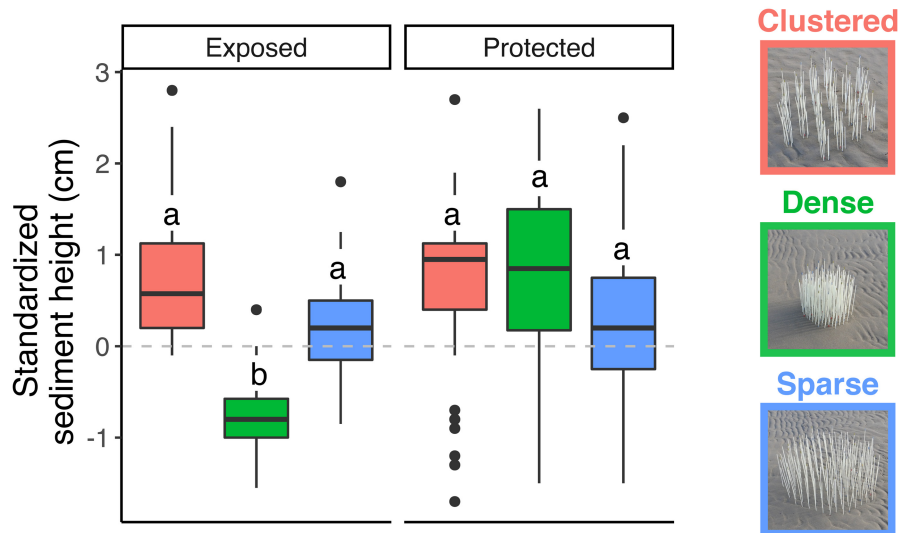 Exposed
Protected
Clustered
3
2
1
0
-1
Standardized
sediment height (cm)
a
b
a
a
a
a
Dense
Sparse